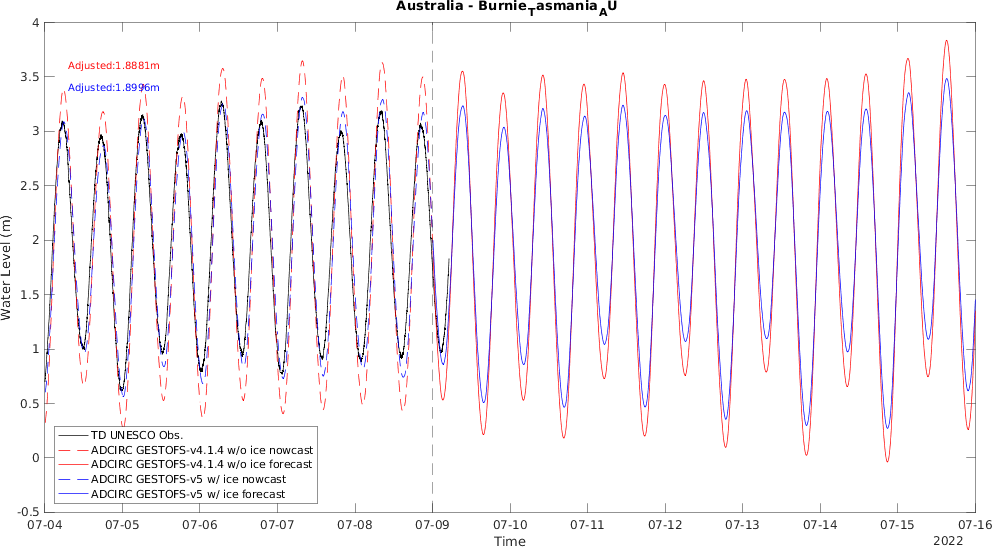 Australia - Burnie_Tasmania_AU
4
Adjusted:1.8881m
3.5
Adjusted:1.8996m
3
2.5
2
Water Level (m)
1.5
1
0.5
TD UNESCO Obs.
ADCIRC GESTOFS-v4.1.4 w/o ice nowcast
0
ADCIRC GESTOFS-v4.1.4 w/o ice forecast
ADCIRC GESTOFS-v5 w/ ice nowcast
ADCIRC GESTOFS-v5 w/ ice forecast
-0.5
07-04 07-05 07-06 07-07 07-08 07-09 07-10 07-11 07-12 07-13 07-14 07-15 07-16
Time
2022